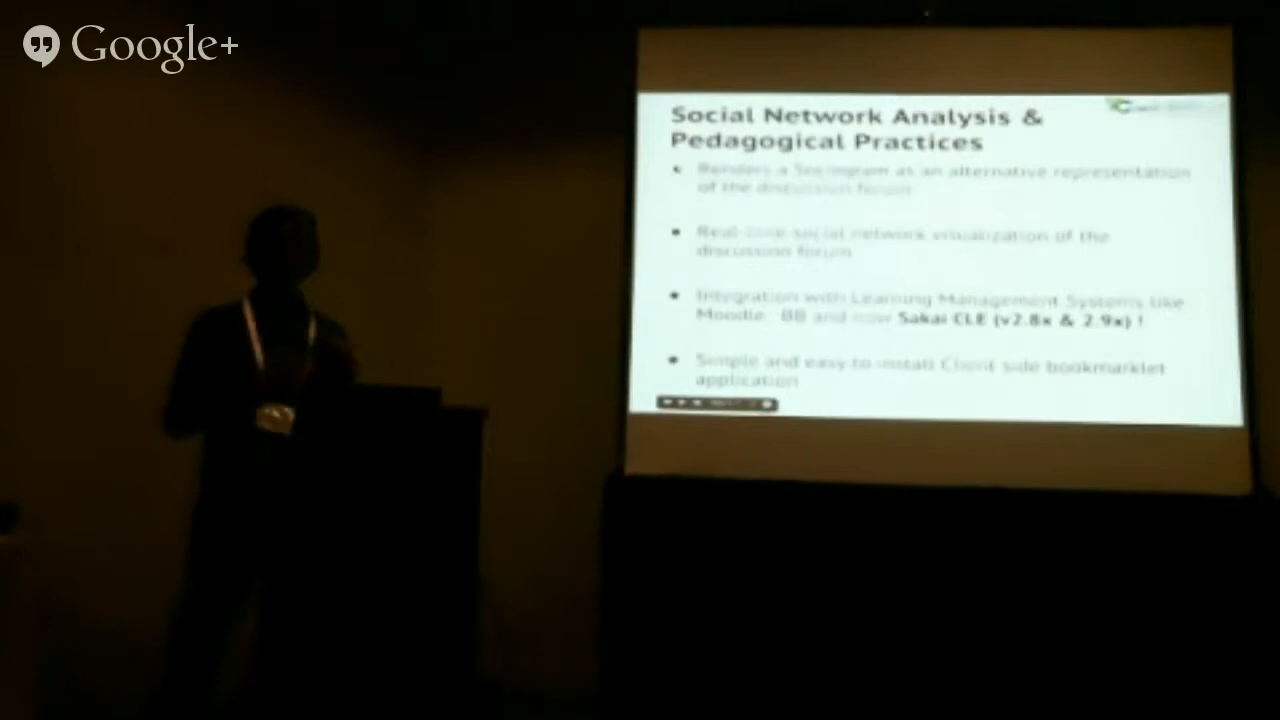 Google+
Social Network Analysis &
Pedagogical Practices
Renders a Sociogram as an alternative representation
of the discussion forum
Real-time social network visualization of the
discussion forum
Integration with Learning Management Systems like
Moodle, BB and now Sakai CLE (v2.8x & 2.9x) !
Simple and easy-to-install Client side bookmarklet
application